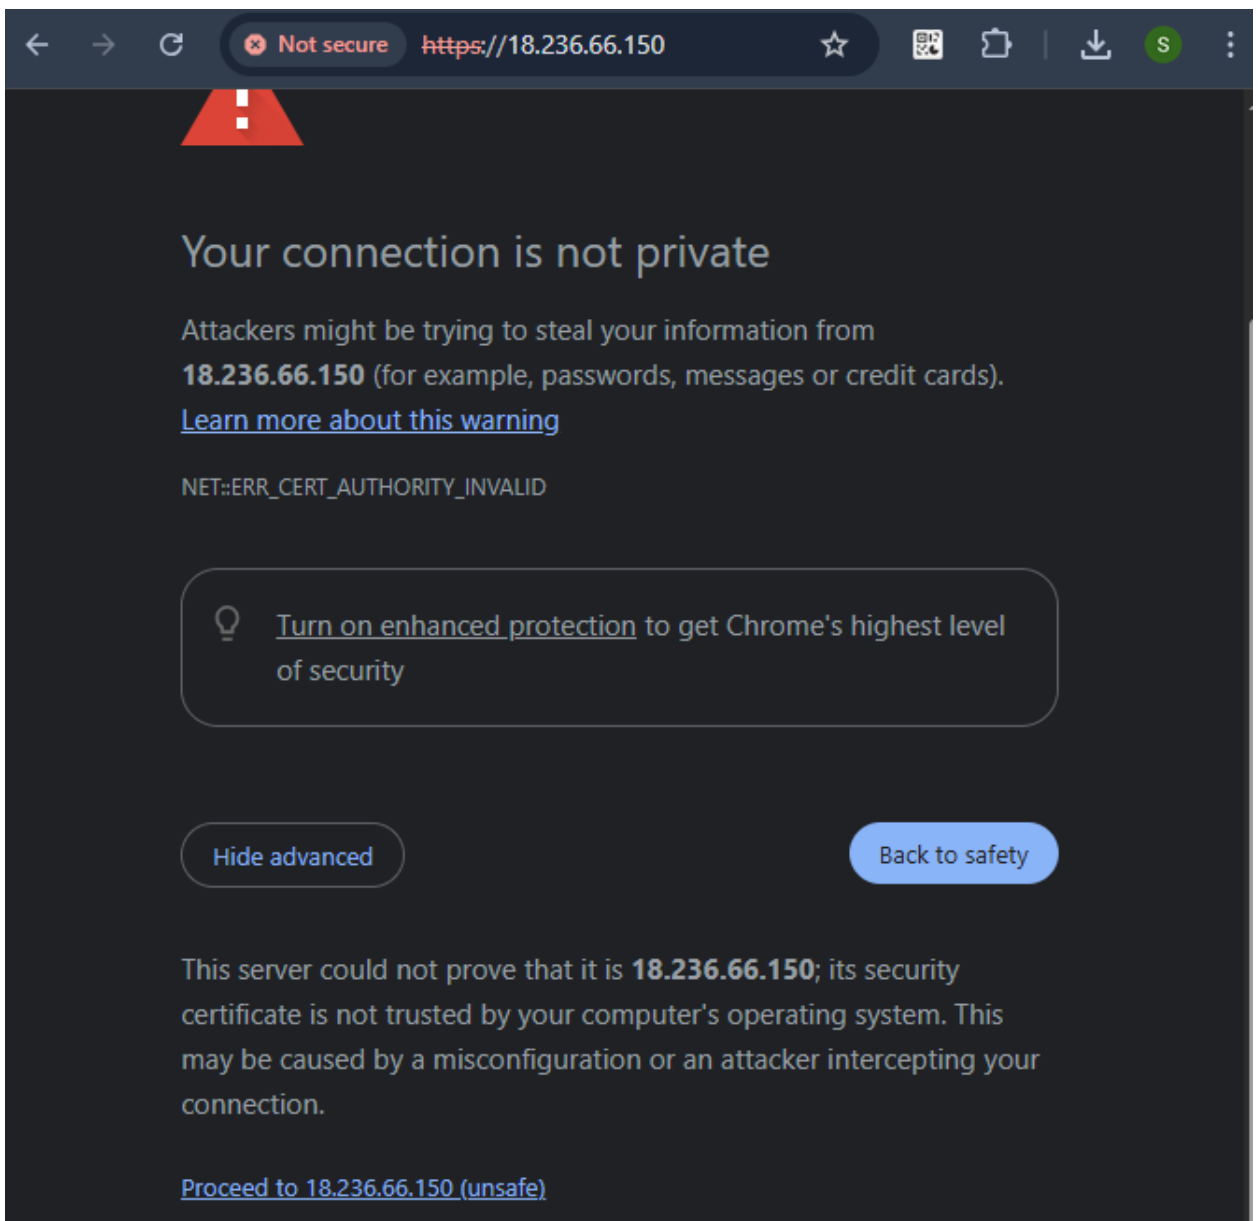 Not secure https://18.236.66.150 S
Your connection is not private
Attackers might be trying to steal your information from
18.236.66.150 (for example, passwords, messages or credit cards).
Learn more about this warning
NET::ERR_CERT_AUTHORITY_INVALID
Turn on enhanced protection to get Chrome's highest level
of security
Hide advanced Back to safety
This server could not prove that it is 18.236.66.150; its security
certificate is not trusted by your computer's operating system. This
may be caused by a misconfiguration or an attacker intercepting your
connection.
Proceed to 18.236.66.150 (unsafe)